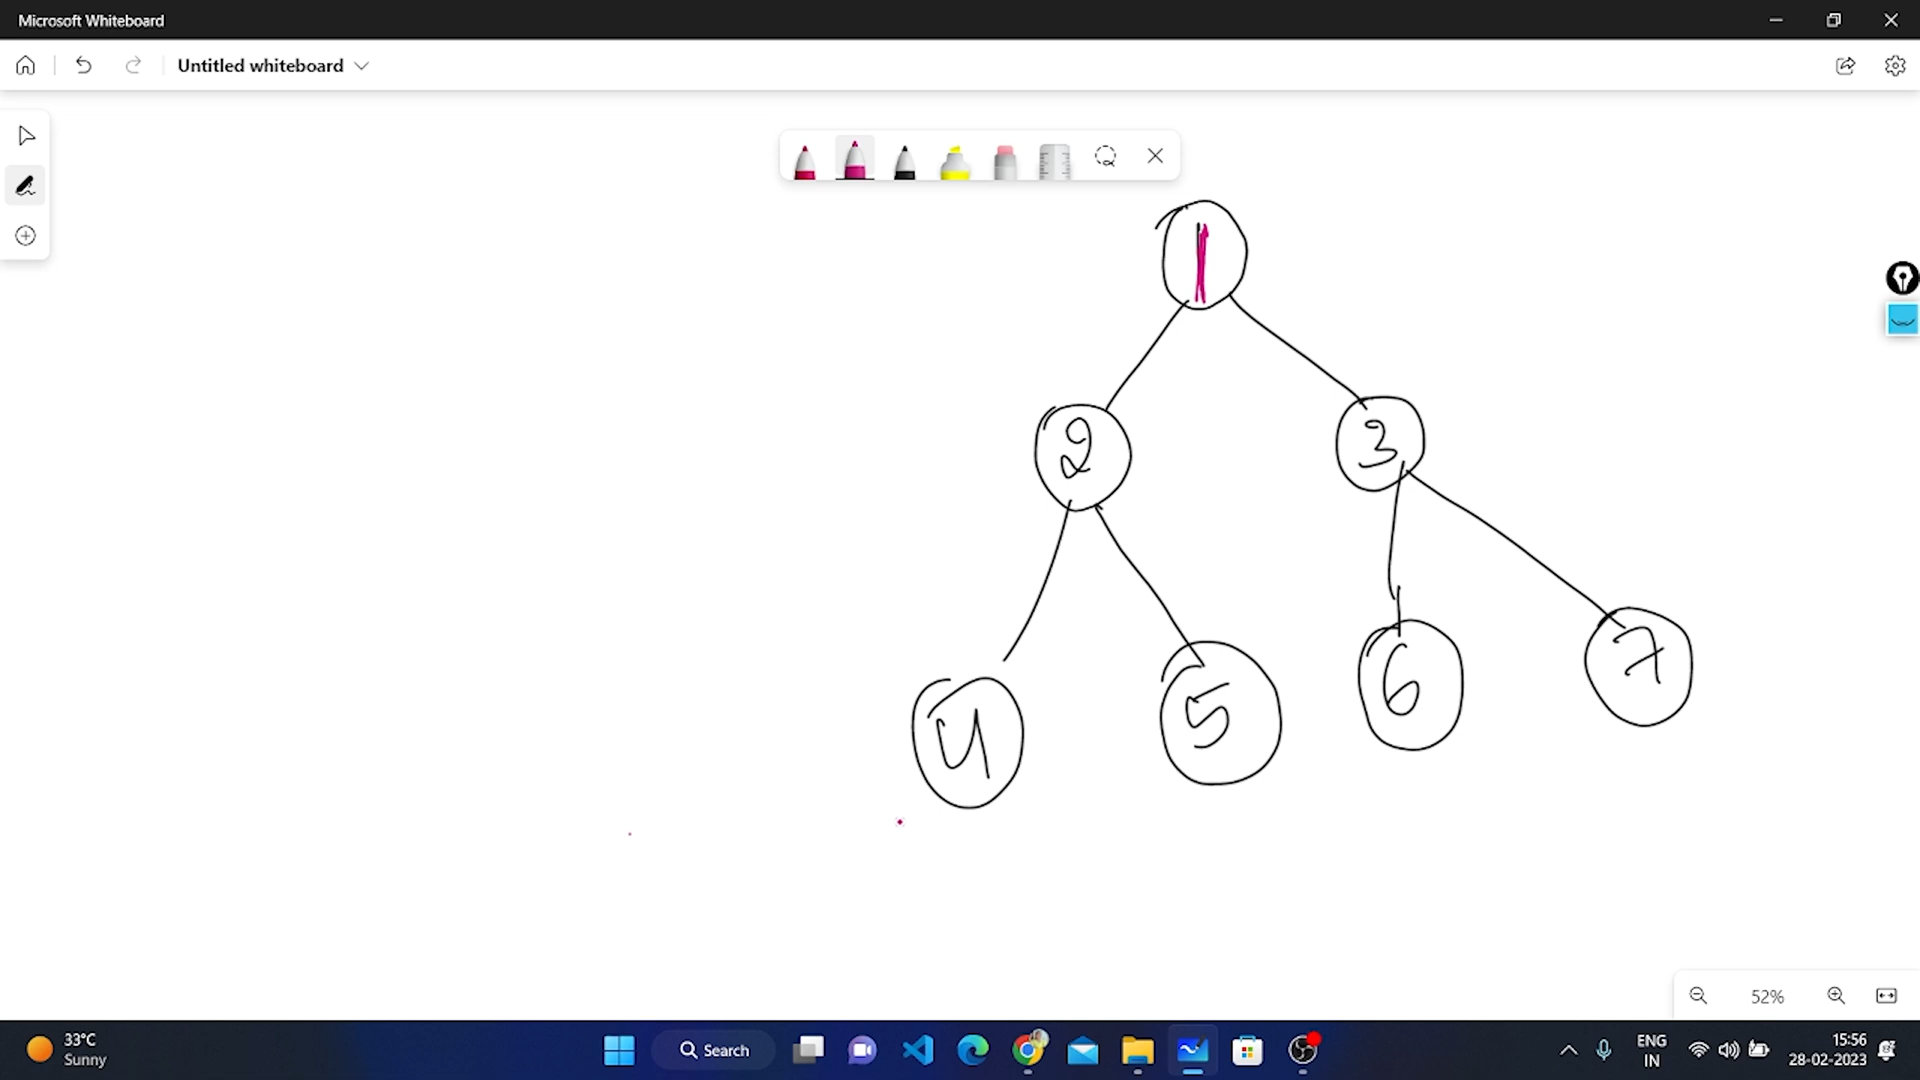 Microsoft Whiteboard
Untitled whiteboard
1
2
3
4
5
6
7
52%
33°C
Sunny
Search
ENG
IN
15:56
28-02-2023